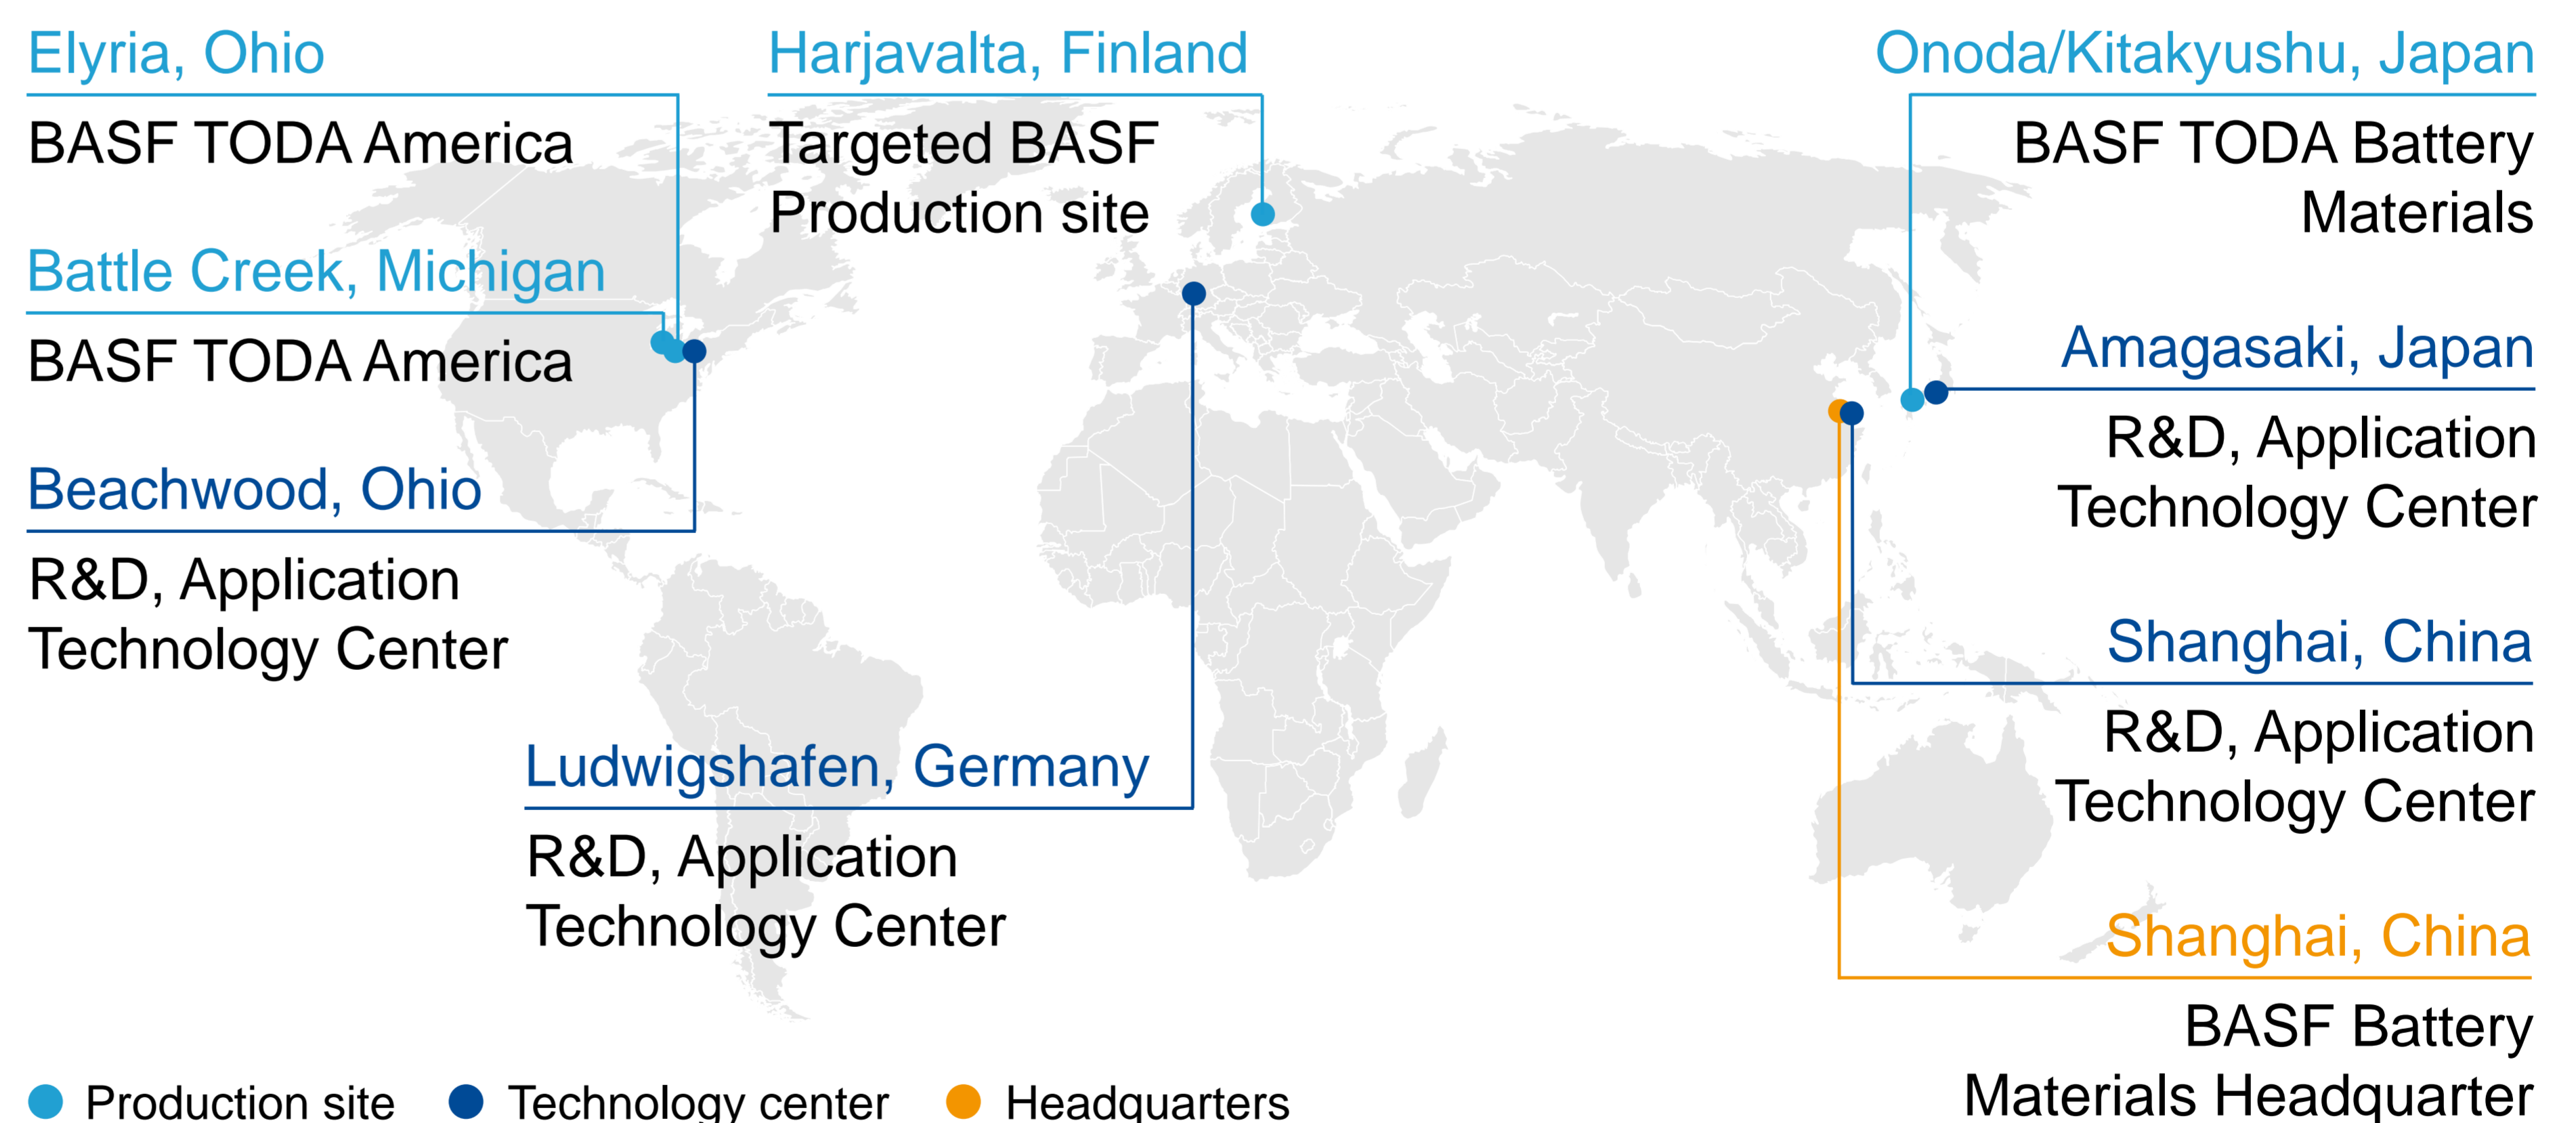 Elyria, Ohio
BASF TODA America
Battle Creek, Michigan
BASF TODA America
Beachwood, Ohio
R&D, Application
Technology Center
Harjavalta, Finland
Targeted BASF
Production site
Ludwigshafen, Germany
R&D, Application
Technology Center
Onoda/Kitakyushu, Japan
BASF TODA Battery
Materials
Amagasaki, Japan
R&D, Application
Technology Center
Shanghai, China
R&D, Application
Technology Center
Shanghai, China
BASF Battery
Materials Headquarter
Production site
Technology center
Headquarters